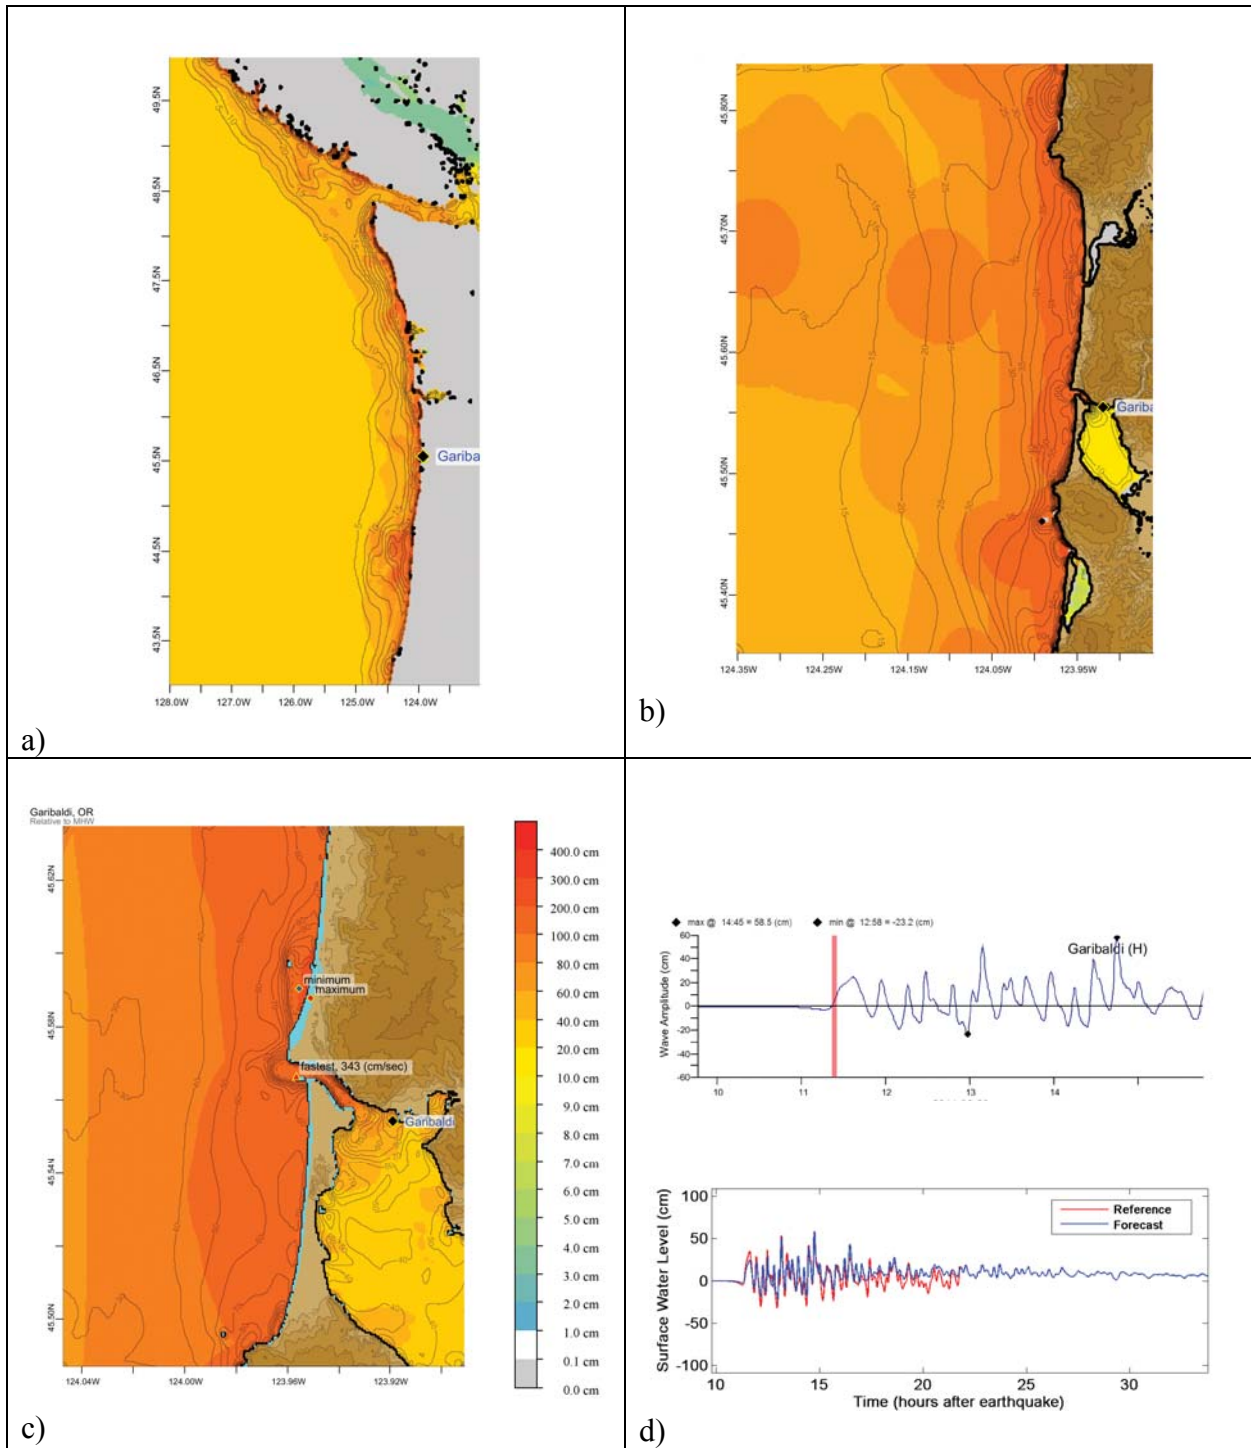 49.5N
48.5N
47.5N
46.5N
45.5N
44.5N
43.5N
Gariba
128.0W 127.0W 126.0W 125.0W 124.0W
a)
45.80N
45.70N
45.60N
45.50N
45.40N
Gariba
124.35W 124.25W 124.15W 124.05W 123.95W
b)
Garibaldi, OR
Relative to MHW
45.62N
45.58N
45.54N
45.50N
minimum
maximum
fastest, 343 (cm/sec)
Garibaldi
124.04W 124.00W 123.96W 123.92W
400.0 cm
300.0 cm
200.0 cm
100.0 cm
80.0 cm
60.0 cm
40.0 cm
20.0 cm
10.0 cm
9.0 cm
8.0 cm
7.0 cm
6.0 cm
5.0 cm
4.0 cm
3.0 cm
2.0 cm
1.0 cm
0.1 cm
0.0 cm
c)
max @ 14:45 = 58.5 (cm) min @ 12:58 = -23.2 (cm)
Garibaldi (H)
Wave Amplitude (cm)
60
40
20
0
-20
-40
-60
10 11 12 13 14
Surface Water Level (cm)
100
50
0
-50
-100
Reference
Forecast
10 15 20 25 30
Time (hours after earthquake)
d)